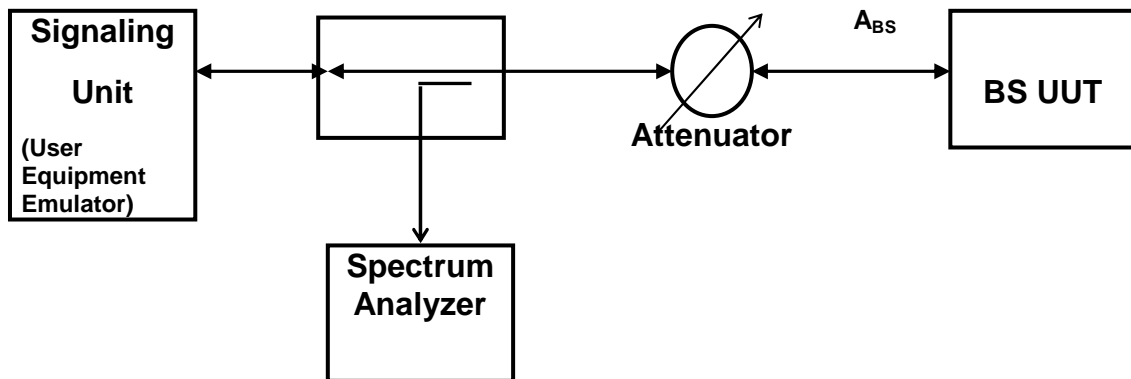 Signaling
Unit
(User
Equipment
Emulator)
A_BS
Attenuator
BS UUT
Spectrum
Analyzer